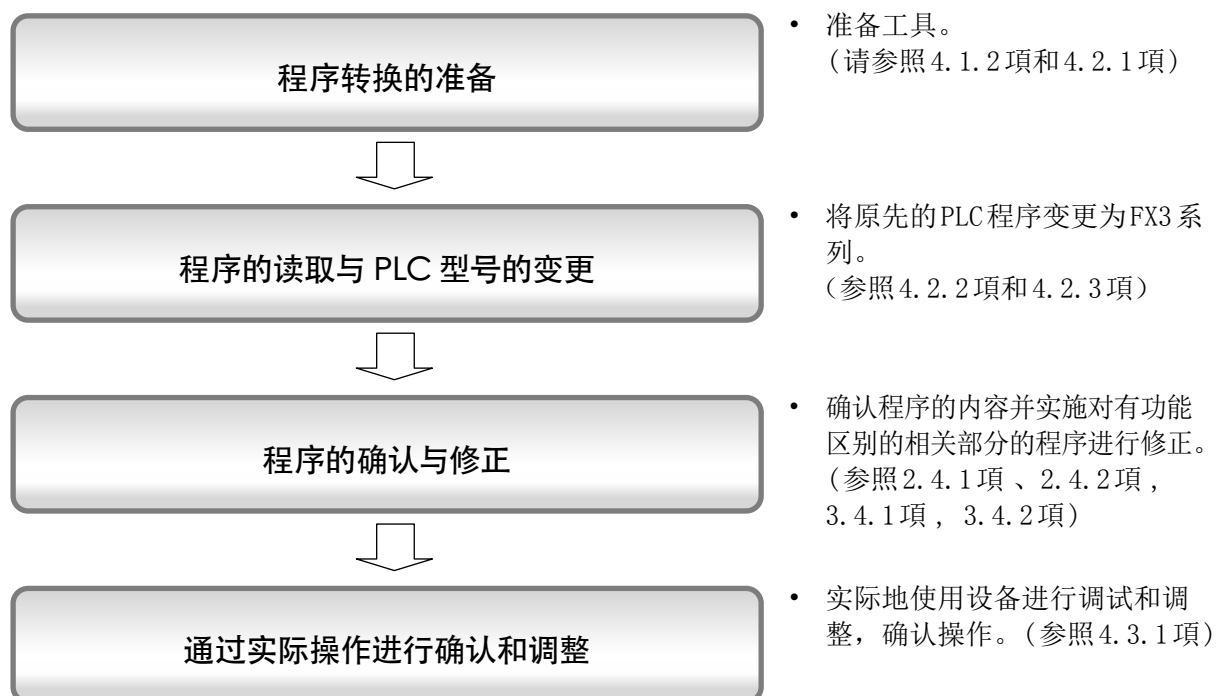 程序转换的准备
• 准备工具。
(请参照4.1.2項和4.2.1項)
程序的读取与 PLC 型号的变更
• 将原先的PLC程序变更为FX3系
列。
(参照4.2.2項和4.2.3項)
程序的确认与修正
• 确认程序的内容并实施对有功能
区别的相关部分的程序进行修正。
(参照2.4.1項、2.4.2項,
3.4.1項, 3.4.2項)
通过实际操作进行确认和调整
• 实际地使用设备进行调试和调
整，确认操作。(参照4.3.1項)